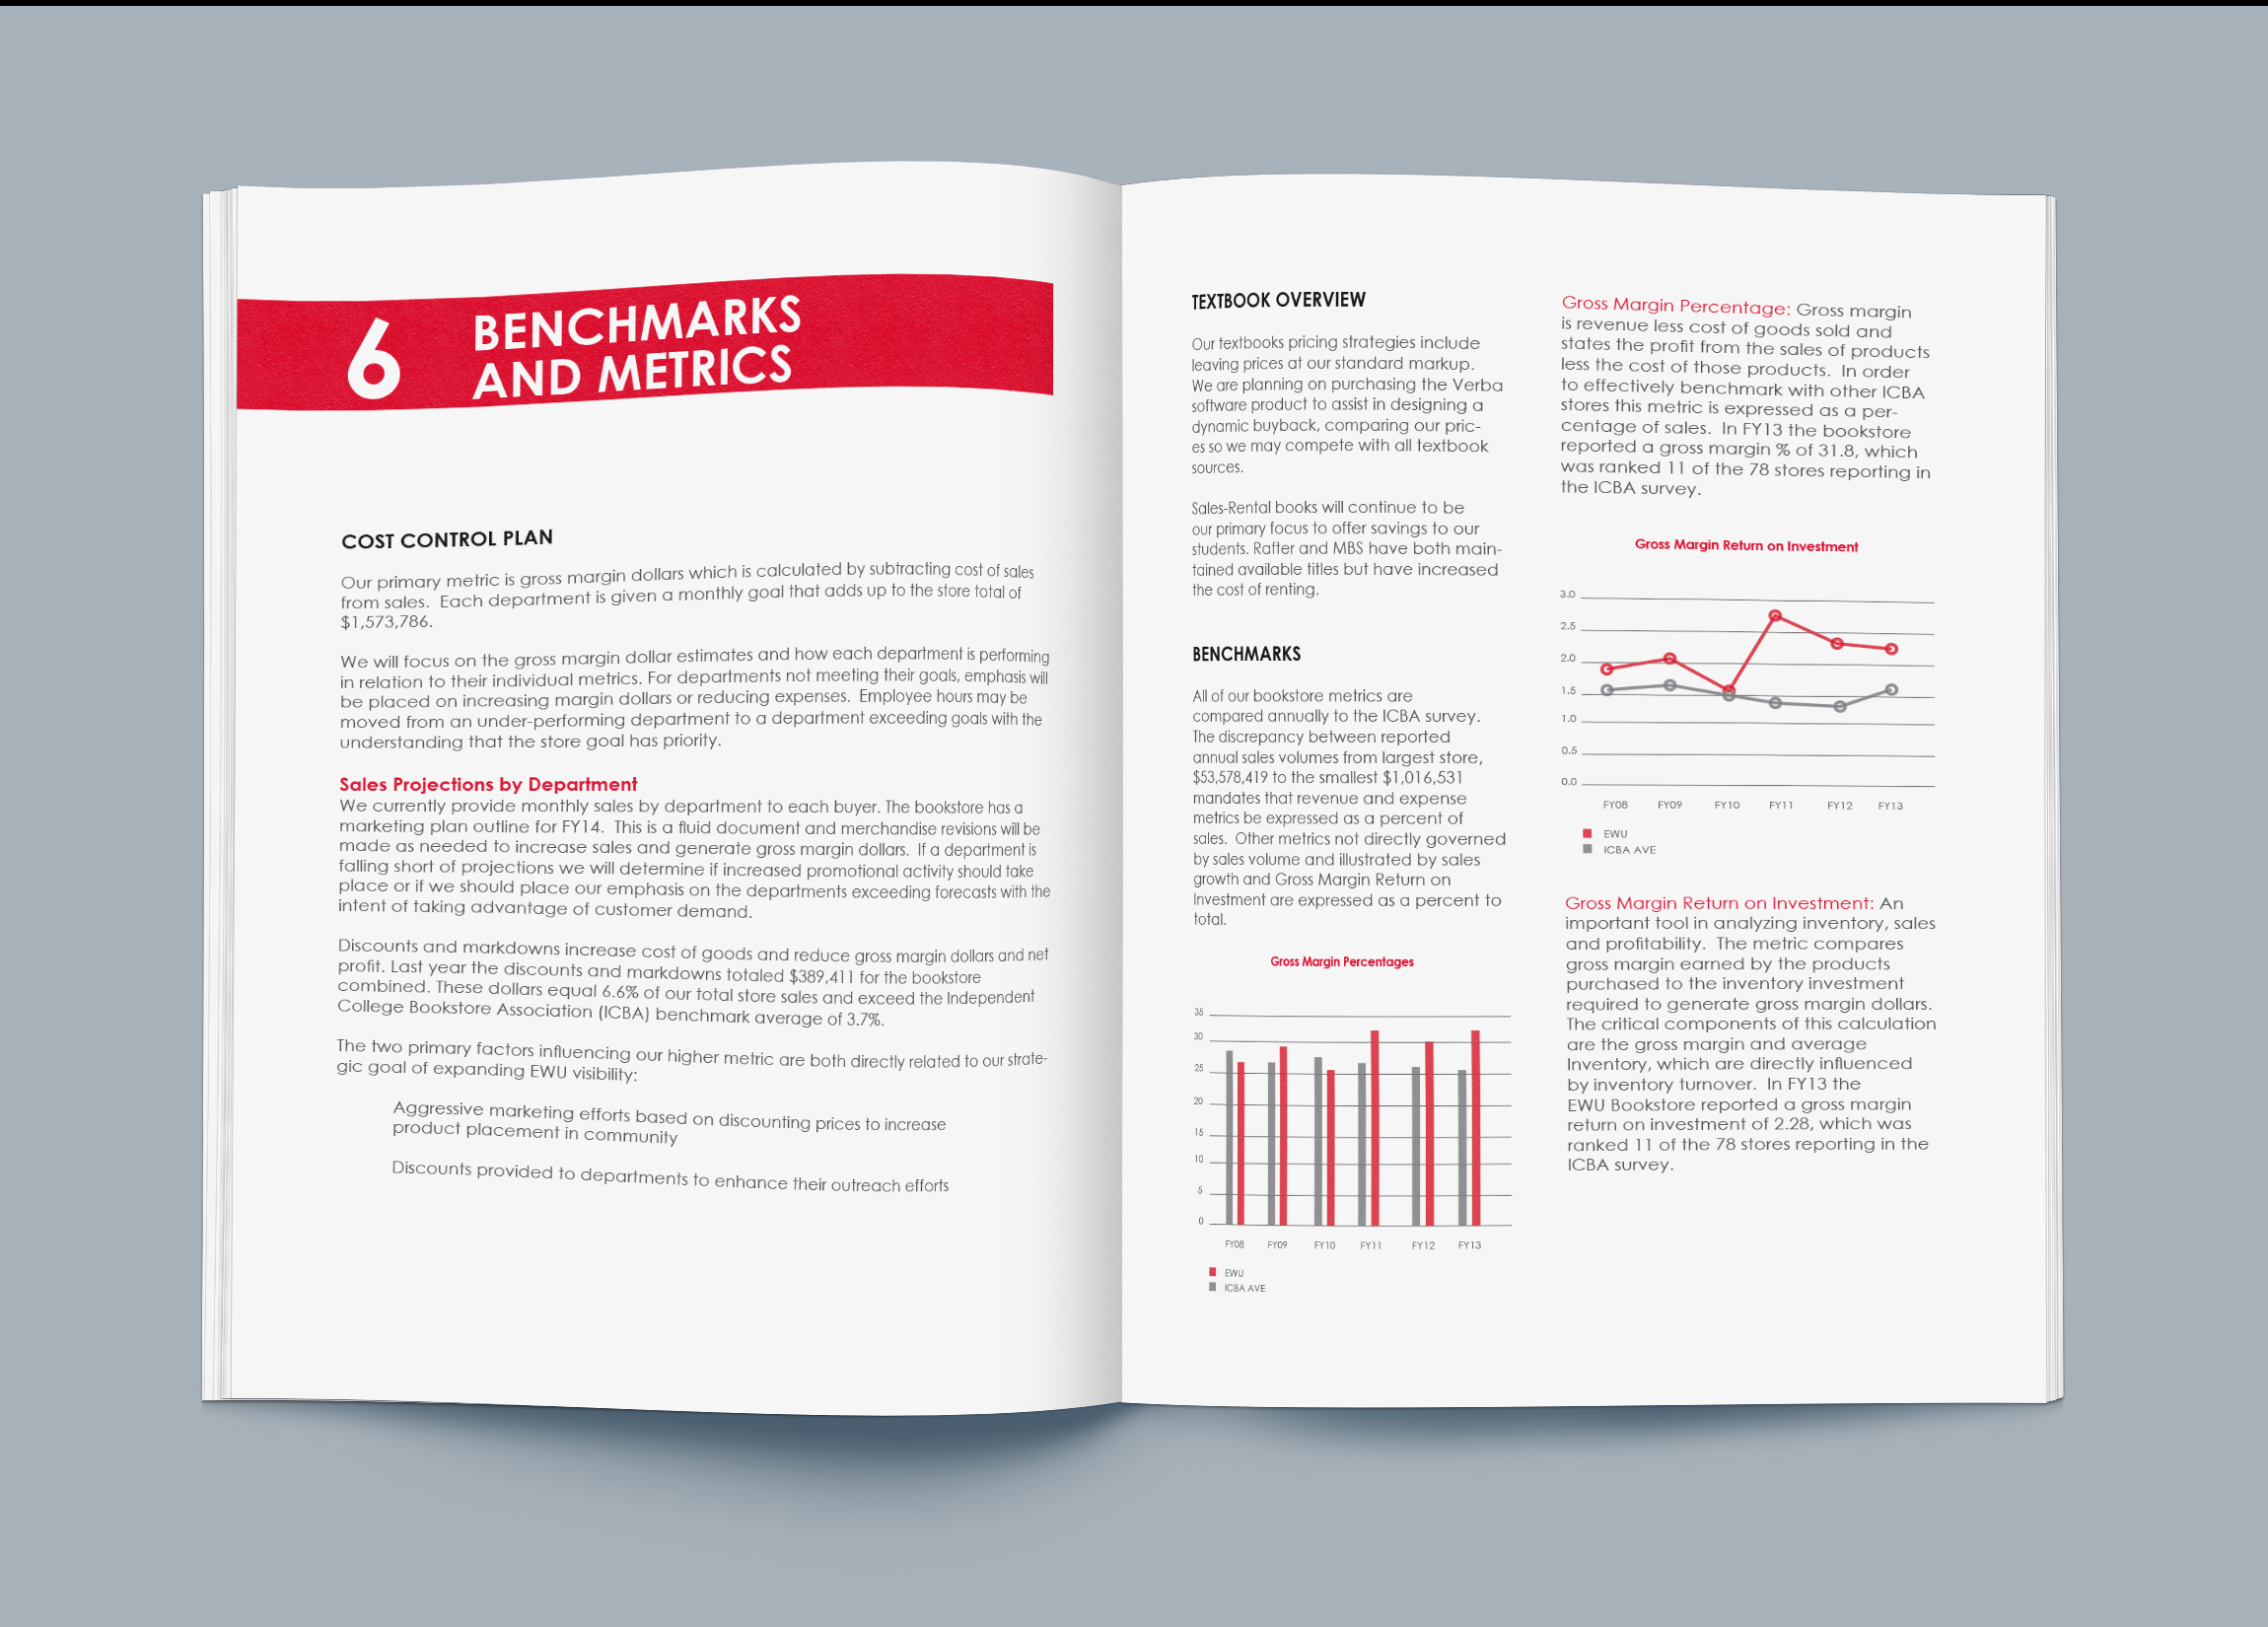 6
BENCHMARKS
AND METRICS
COST CONTROL PLAN
Our primary metric is gross margin dollars which is calculated by subtracting cost of sales
from sales.  Each department is given a monthly goal that adds up to the store total of
$1,573,786.
We will focus on the gross margin dollar estimates and how each department is performing
in relation to their individual metrics. For departments not meeting their goals, emphasis will
be placed on increasing margin dollars or reducing expenses.  Employee hours may be
moved from an under-performing department to a department exceeding goals with the
understanding that the store goal has priority.
Sales Projections by Department
We currently provide monthly sales by department to each buyer. The bookstore has a
marketing plan outline for FY14.  This is a fluid document and merchandise revisions will be
made as needed to increase sales and generate gross margin dollars.  If a department is
falling short of projections we will determine if increased promotional activity should take
place or if we should place our emphasis on the departments exceeding forecasts with the
intent of taking advantage of customer demand.
Discounts and markdowns increase cost of goods and reduce gross margin dollars and net
profit. Last year the discounts and markdowns totaled $389,411 for the bookstore
combined. These dollars equal 6.6% of our total store sales and exceed the Independent
College Bookstore Association (ICBA) benchmark average of 3.7%.
The two primary factors influencing our higher metric are both directly related to our strate-
gic goal of expanding EWU visibility:
Aggressive marketing efforts based on discounting prices to increase
product placement in community
Discounts provided to departments to enhance their outreach efforts
TEXTBOOK OVERVIEW
Our textbooks pricing strategies include
leaving prices at our standard markup.
We are planning on purchasing the Verba
software product to assist in designing a
dynamic buyback, comparing our pric-
es so we may compete with all textbook
sources.
Sales-Rental books will continue to be
our primary focus to offer savings to our
students. Rafter and MBS have both main-
tained available titles but have increased
the cost of renting.
BENCHMARKS
All of our bookstore metrics are
compared annually to the ICBA survey.
The discrepancy between reported
annual sales volumes from largest store,
$53,578,419 to the smallest $1,016,531
mandates that revenue and expense
metrics be expressed as a percent of
sales.  Other metrics not directly governed
by sales volume and illustrated by sales
growth and Gross Margin Return on
Investment are expressed as a percent to
total.
Gross Margin Percentages
35
30
25
20
15
10
5
0
FY08 FY09 FY10 FY11 FY12 FY13
EWU
ICBA AVE
Gross Margin Percentage: Gross margin
is revenue less cost of goods sold and
states the profit from the sales of products
less the cost of those products.  In order
to effectively benchmark with other ICBA
stores this metric is expressed as a per-
centage of sales.  In FY13 the bookstore
reported a gross margin % of 31.8, which
was ranked 11 of the 78 stores reporting in
the ICBA survey.
Gross Margin Return on Investment
3.0
2.5
2.0
1.5
1.0
0.5
0.0
FY08 FY09 FY10 FY11 FY12 FY13
EWU
ICBA AVE
Gross Margin Return on Investment: An
important tool in analyzing inventory, sales
and profitability.  The metric compares
gross margin earned by the products
purchased to the inventory investment
required to generate gross margin dollars.
The critical components of this calculation
are the gross margin and average
Inventory, which are directly influenced
by inventory turnover.  In FY13 the
EWU Bookstore reported a gross margin
return on investment of 2.28, which was
ranked 11 of the 78 stores reporting in the
ICBA survey.